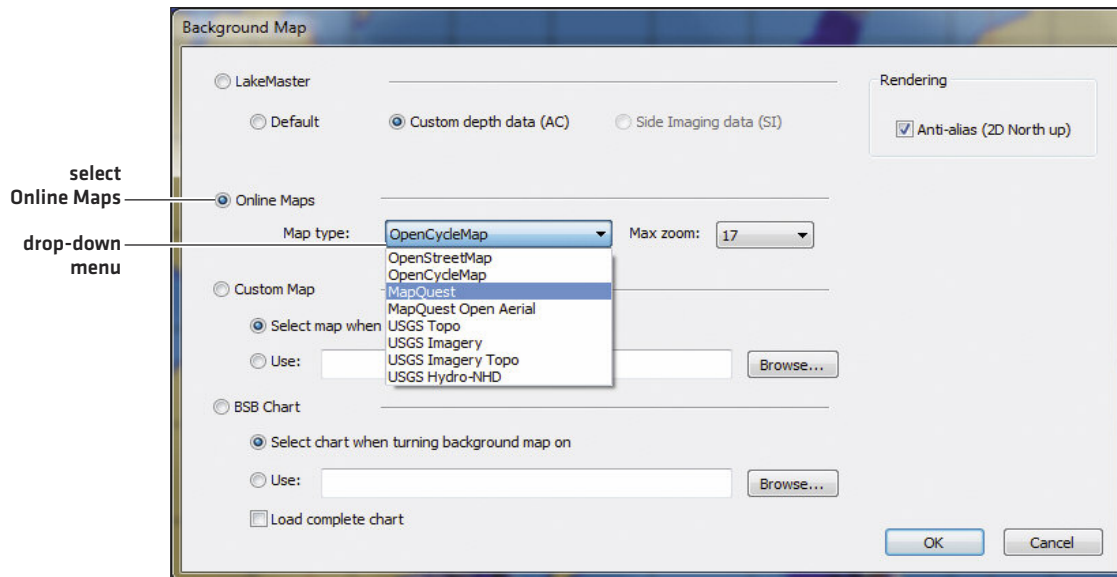 Background Map
LakeMaster
Rendering
Default
Custom depth data (AC)
Side Imaging data (SI)
Anti-alias (2D North up)
select
Online Maps
Online Maps
drop-down
menu
Map type:
OpenCycleMap
Max zoom:
17
OpenStreetMap
OpenCycleMap
MapQuest
MapQuest Open Aerial
USGS Topo
USGS Imagery
USGS Imagery Topo
USGS Hydro-NHD
Custom Map
Select map when
Use:
Browse...
BSB Chart
Select chart when turning background map on
Use:
Browse...
Load complete chart
OK
Cancel